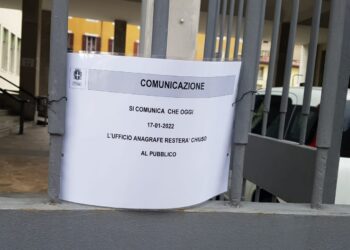 COMUNICAZIONE
SI COMUNICA CHE OGGI
17-01-2022
L'UFFICIO ANAGRAFE RESTERA' CHIUSO
AL PUBBLICO